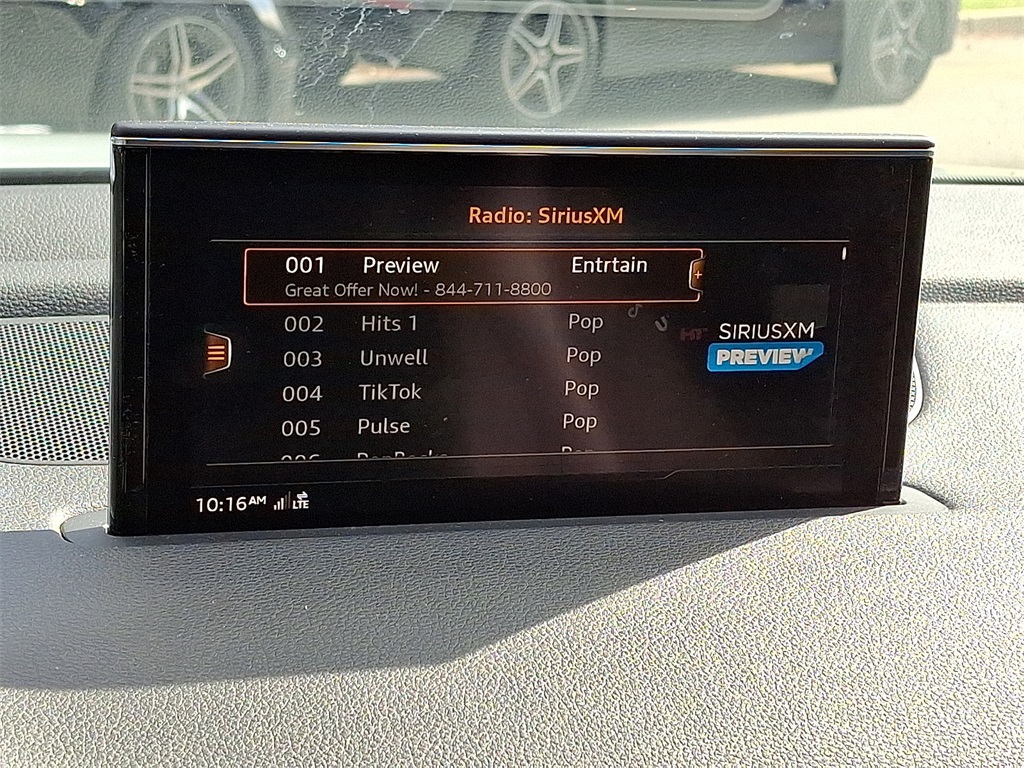 Radio: SiriusXM
001 Preview Entrtain
Great Offer Now! - 844-711-8800
002 Hits 1 Pop
003 Unwell Pop
004 TikTok Pop
005 Pulse Pop
SIRIUSXM
PREVIEW
10:16AM LTE